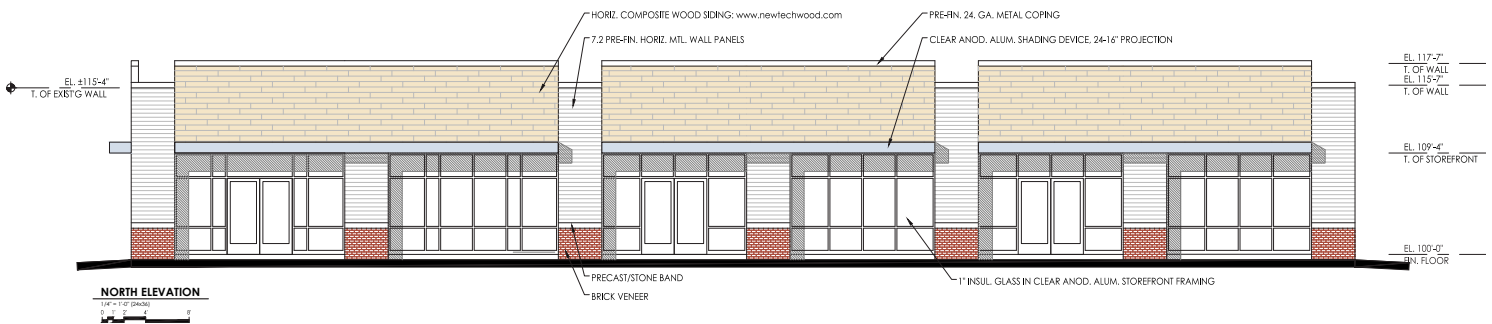 HORIZ. COMPOSITE WOOD SIDING: www.newtechwood.com
PRE-FIN. 24. GA. METAL COPING
7.2 PRE-FIN. HORIZ. MTL. WALL PANELS
CLEAR ANOD. ALUM. SHADING DEVICE, 24-16" PROJECTION
EL. ±115'-4"
T. OF EXIST'G WALL
EL. 117'-7"
T. OF WALL
EL. 115'-7"
T. OF WALL
EL. 109'-4"
T. OF STOREFRONT
EL. 100'-0"
FIN. FLOOR
PRECAST/STONE BAND
1" INSUL. GLASS IN CLEAR ANOD. ALUM. STOREFRONT FRAMING
BRICK VENEER
NORTH ELEVATION
1/4" = 1'-0" (24x36)
0 1' 2' 4' 8'